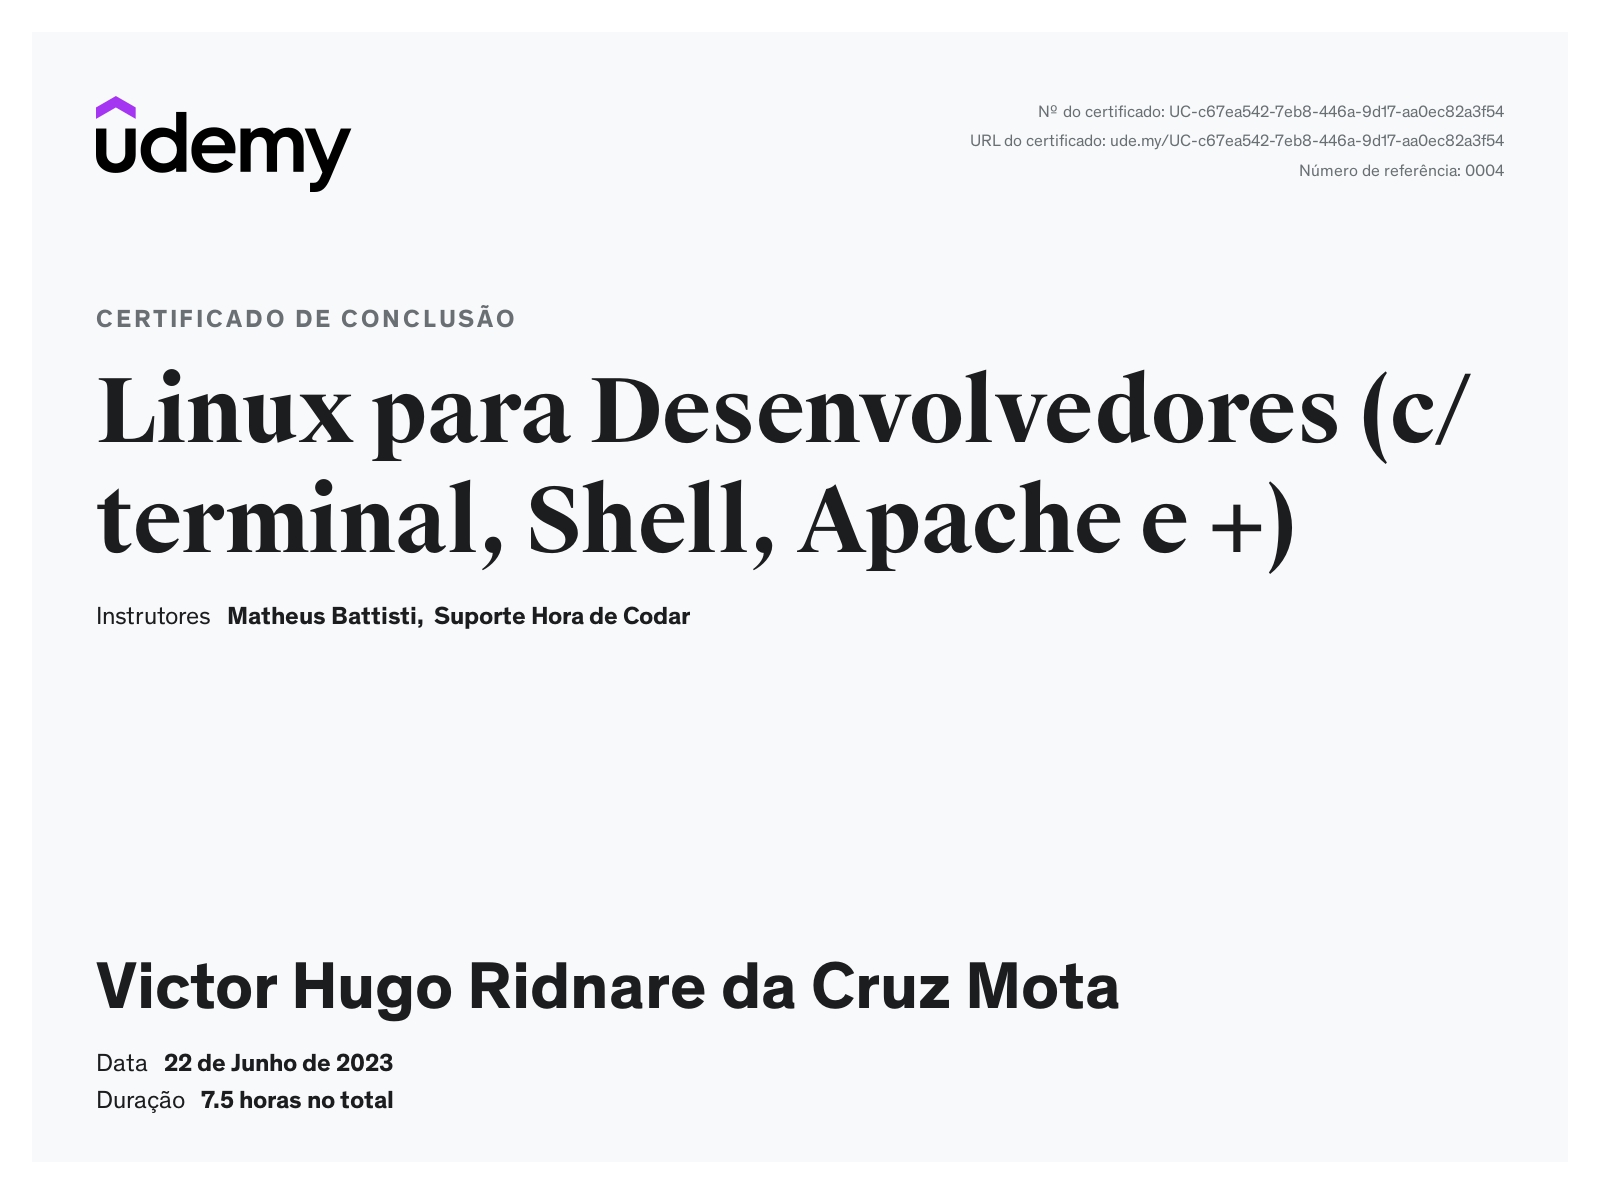 udemy
Nº do certificado: UC-c67ea542-7eb8-446a-9d17-aa0ec82a3f54
URL do certificado: ude.my/UC-c67ea542-7eb8-446a-9d17-aa0ec82a3f54
Número de referência: 0004
CERTIFICADO DE CONCLUSÃO
Linux para Desenvolvedores (c/
terminal, Shell, Apache e +)
Instrutores Matheus Battisti, Suporte Hora de Codar
Victor Hugo Ridnare da Cruz Mota
Data 22 de Junho de 2023
Duração 7.5 horas no total